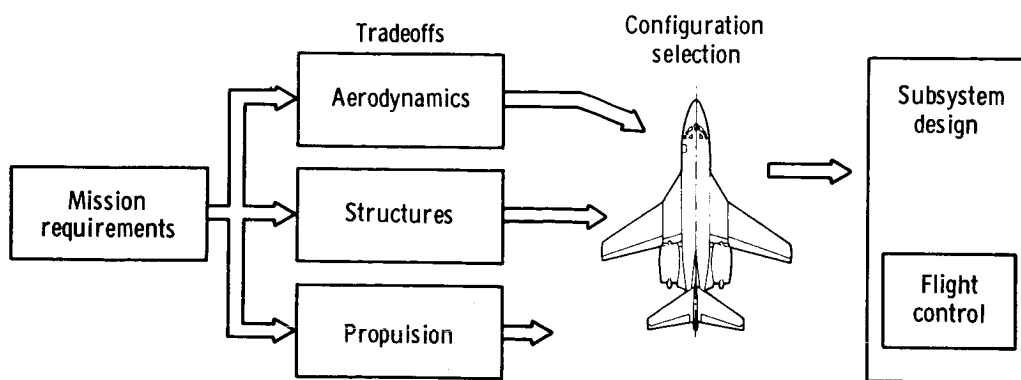 Tradeoffs
Configuration
selection
Aerodynamics
Subsystem
design
Mission
requirements
Structures
Propulsion
Flight
control